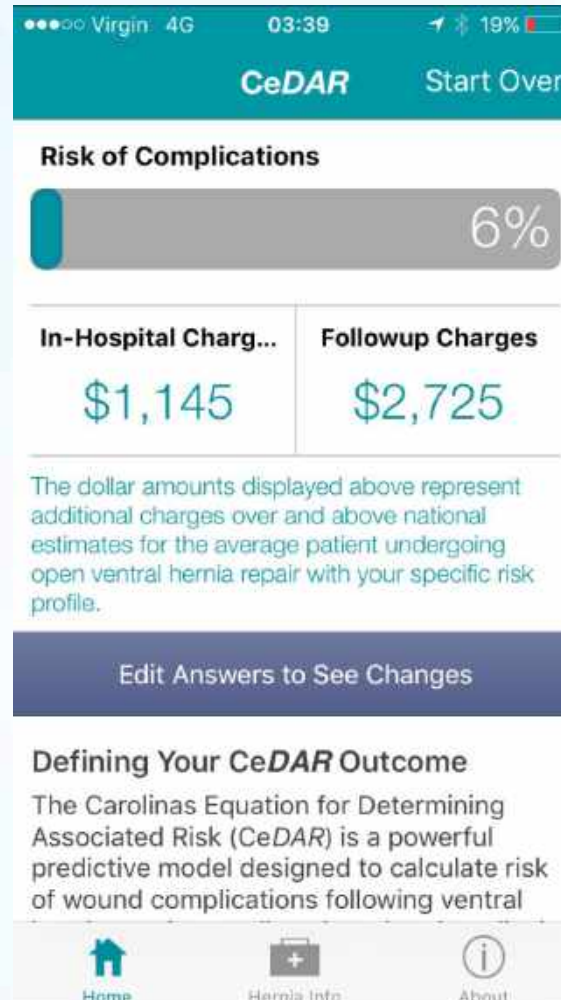 Virgin 4G 03:39 19%
CeDAR Start Over
Risk of Complications
6%
In-Hospital Charg... Followup Charges
$1,145 $2,725
The dollar amounts displayed above represent
additional charges over and above national
estimates for the average patient undergoing
open ventral hernia repair with your specific risk
profile.
Edit Answers to See Changes
Defining Your CeDAR Outcome
The Carolinas Equation for Determining
Associated Risk (CeDAR) is a powerful
predictive model designed to calculate risk
of wound complications following ventral
Home Hernia Info About